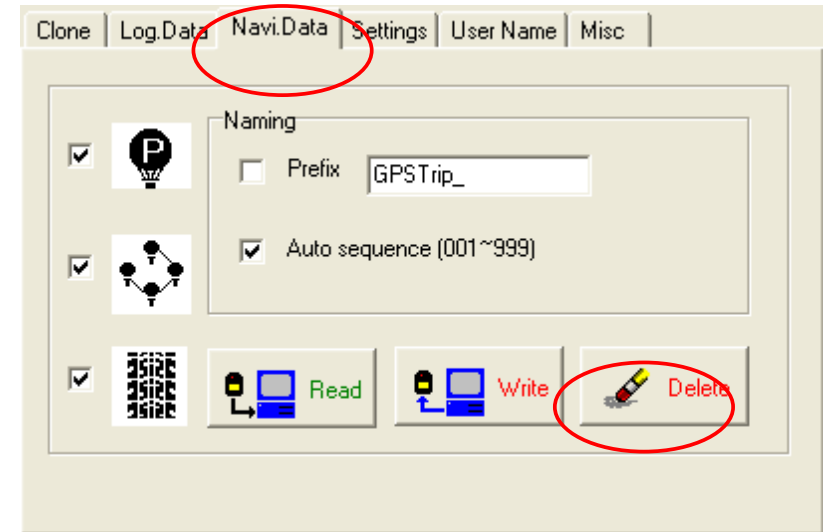 Clone Log.Data Navi.Data Settings User Name Misc
Naming
P
Prefix GPSTrip_
Auto sequence (001~999)
Read Write Delete